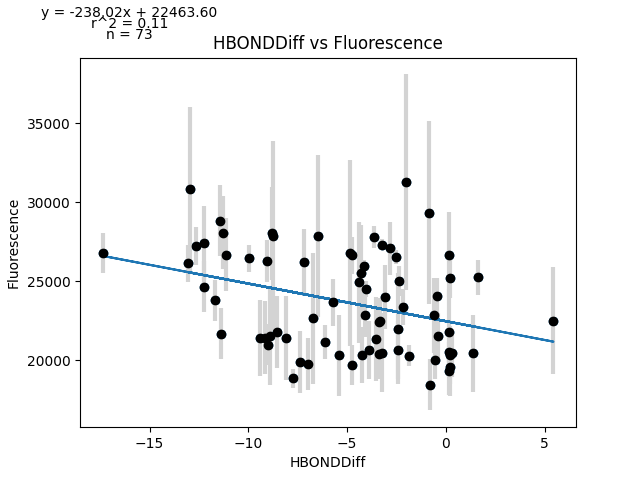 y = -238.02x + 22463.60
r^2 = 0.11
n = 73
HBONDDiff vs Fluorescence
Fluorescence
35000
30000
25000
20000
−15
−10
−5
0
5
HBONDDiff